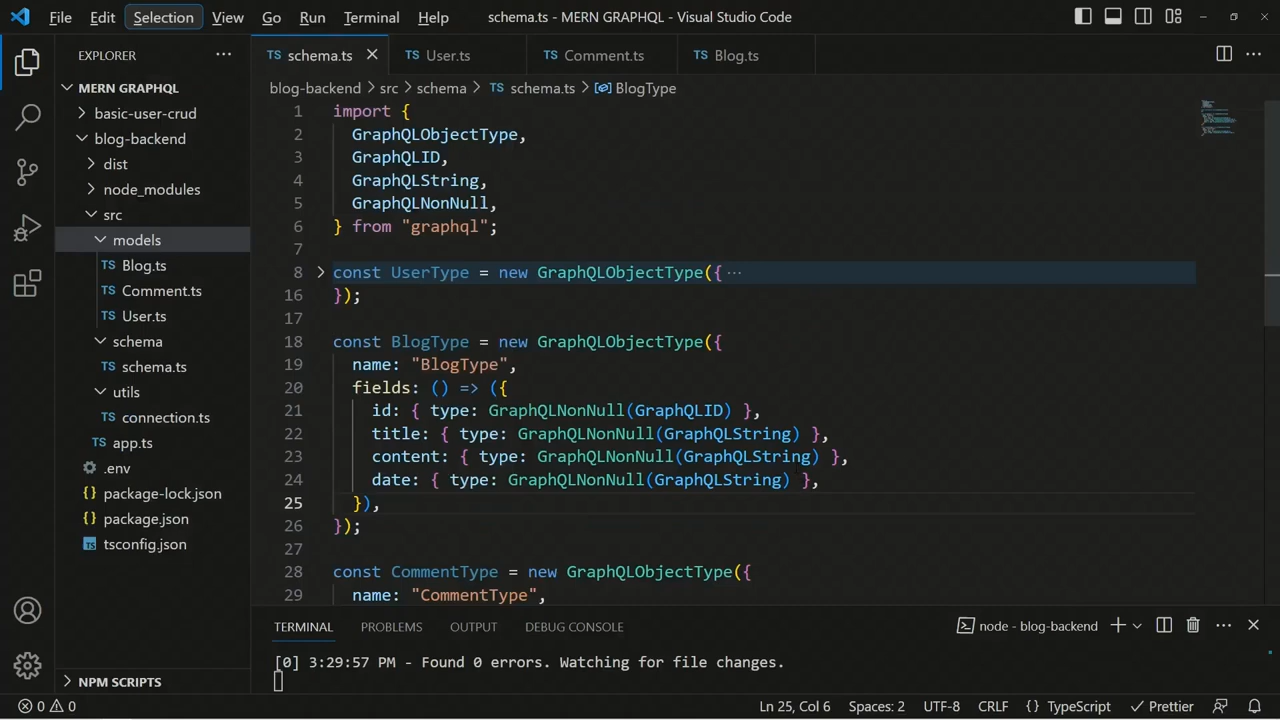 File Edit Selection View Go Run Terminal Help schema.ts - MERN GRAPHQL - Visual Studio Code
EXPLORER ···
TS schema.ts TS User.ts TS Comment.ts TS Blog.ts
MERN GRAPHQL
basic-user-crud
blog-backend
dist
node_modules
src
models
TS Blog.ts
TS Comment.ts
TS User.ts
schema
TS schema.ts
utils
TS connection.ts
TS app.ts
.env
{} package-lock.json
{} package.json
TS tsconfig.json
NPM SCRIPTS
blog-backend > src > schema > TS schema.ts > BlogType
1 import {
2 GraphQLObjectType,
3 GraphQLID,
4 GraphQLString,
5 GraphQLNonNull,
6 } from "graphql";
7
8 const UserType = new GraphQLObjectType({ ···
16 });
17
18 const BlogType = new GraphQLObjectType({
19 name: "BlogType",
20 fields: () => ({
21 id: { type: GraphQLNonNull(GraphQLID) },
22 title: { type: GraphQLNonNull(GraphQLString) },
23 content: { type: GraphQLNonNull(GraphQLString) },
24 date: { type: GraphQLNonNull(GraphQLString) },
25 }),
26 });
27
28 const CommentType = new GraphQLObjectType({
29 name: "CommentType",
TERMINAL PROBLEMS OUTPUT DEBUG CONSOLE node - blog-backend
[0] 3:29:57 PM - Found 0 errors. Watching for file changes.
0 0 Ln 25, Col 6 Spaces: 2 UTF-8 CRLF {} TypeScript Prettier